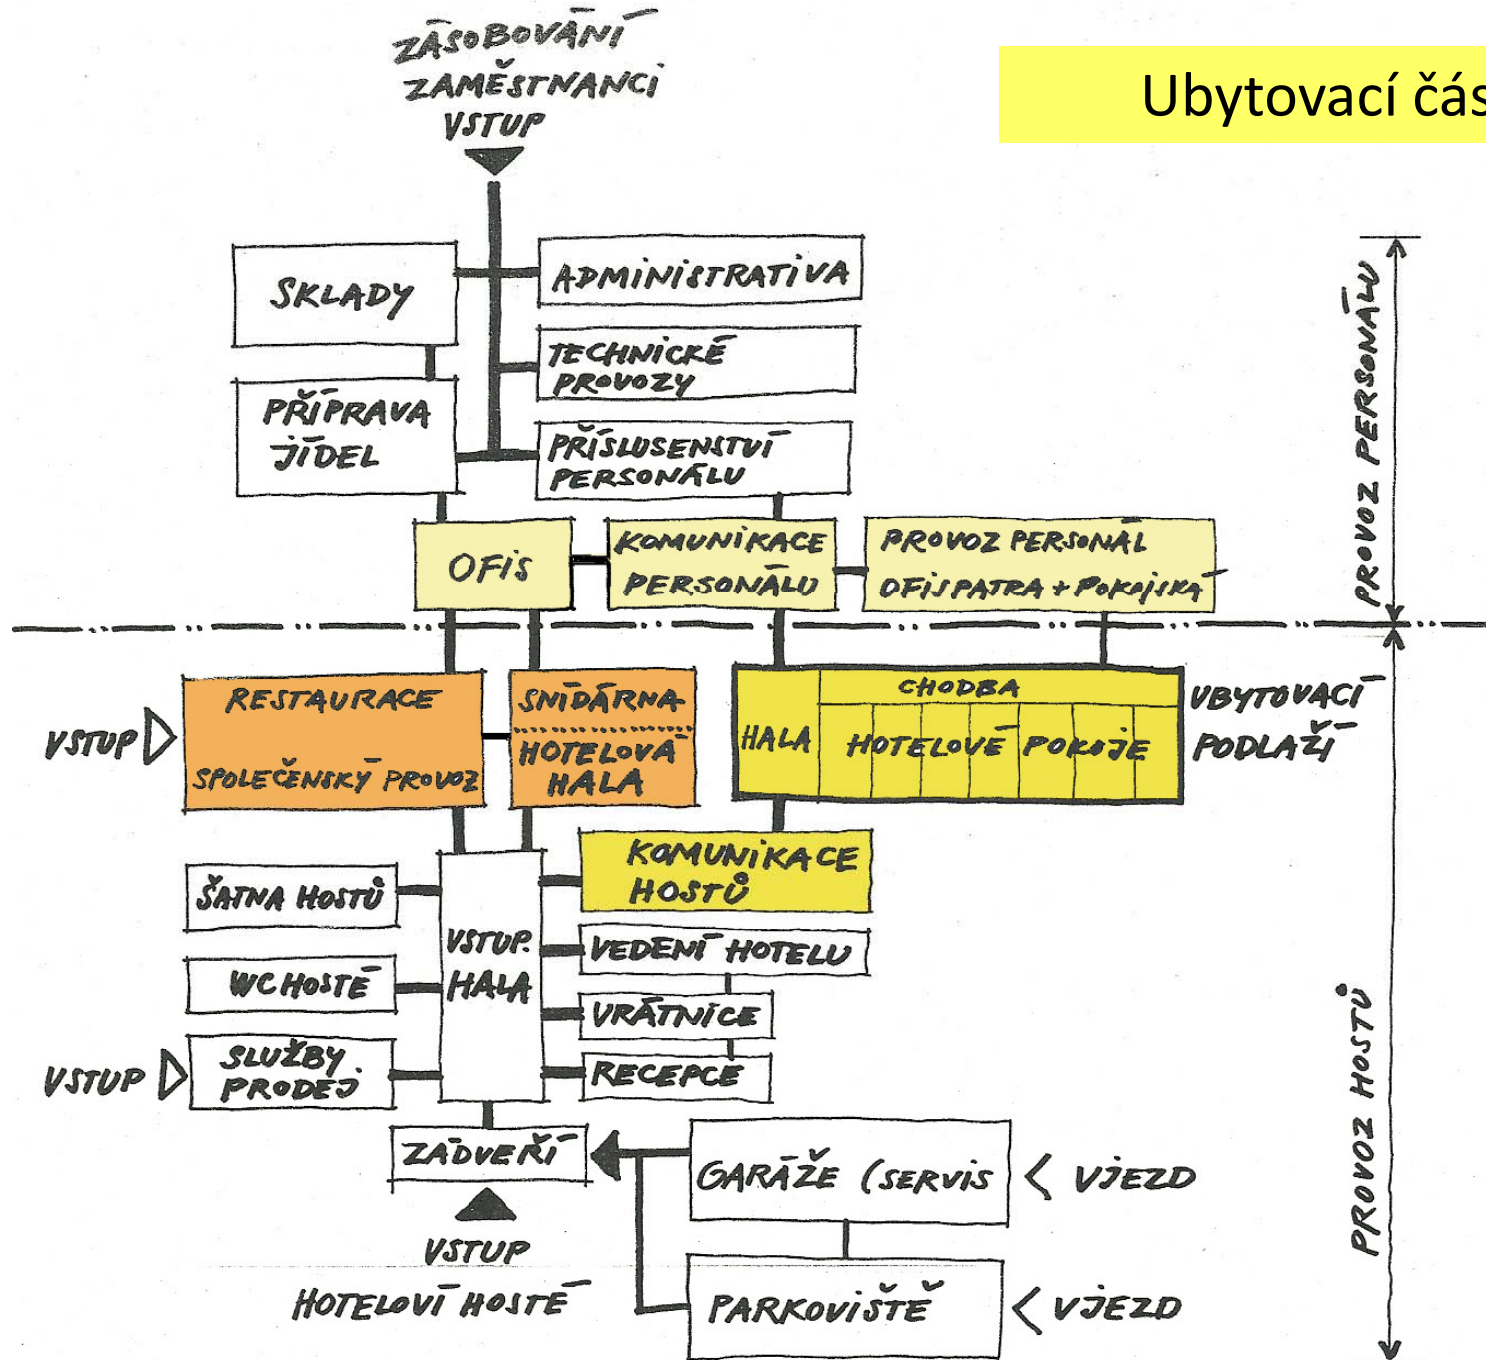 ZÁSOBOVÁNÍ
ZAMĚSTNANCI
VSTUP
Ubytovací čás
SKLADY
ADMINISTRATIVA
TECHNICKÉ
PROVOZY
PŘÍPRAVA
JÍDEL
PŘÍSLUSENSTVÍ
PERSONÁLU
PROVOZ PERSONÁLU
OFIS
KOMUNIKACE
PERSONÁLU
PROVOZ PERSONÁL
OFIS PATRA + POKOJSKÁ
VSTUP
RESTAURACE
SPOLEČENSKÝ PROVOZ
SNÍDÁRNA
HOTELOVÁ
HALA
HALA
CHODBA
HOTELOVÉ POKOJE
UBYTOVACÍ
PODLAŽÍ
KOMUNIKACE
HOSTŮ
ŠATNA HOSTŮ
VSTUP.
HALA
VEDENÍ HOTELU
WC HOSTÉ
VRÁTNICE
VSTUP
SLUŽBY
PRODEJ
RECEPCE
PROVOZ HOSTŮ
ZÁDVEŘÍ
GARÁŽE (SERVIS
VJEZD
VSTUP
HOTELOVÍ HOSTÉ
PARKOVIŠTĚ
VJEZD